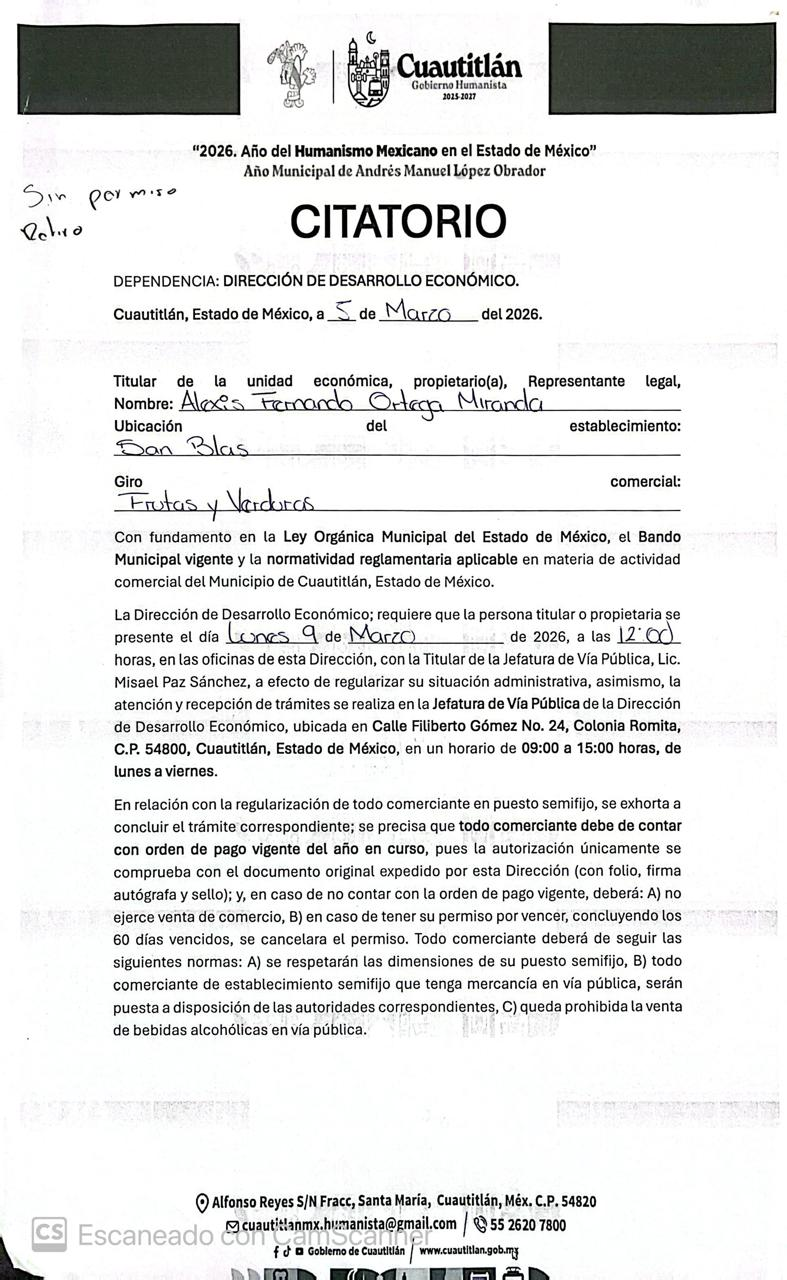 Cuautitlán
Gobierno Humanista
2025-2027
"2026. Año del Humanismo Mexicano en el Estado de México"
Año Municipal de Andrés Manuel López Obrador
Sin permiso
Retiro
CITATORIO
DEPENDENCIA: DIRECCIÓN DE DESARROLLO ECONÓMICO.
Cuautitlán, Estado de México, a 5 de Marzo del 2026.
Titular de la unidad económica, propietario(a), Representante legal,
Nombre: Alexis Fernando Ortega Miranda
Ubicación del establecimiento:
San Blas
Giro comercial:
Frutas y Verduras
Con fundamento en la Ley Orgánica Municipal del Estado de México, el Bando
Municipal vigente y la normatividad reglamentaria aplicable en materia de actividad
comercial del Municipio de Cuautitlán, Estado de México.
La Dirección de Desarrollo Económico; requiere que la persona titular o propietaria se
presente el día Lunes 9 de Marzo de 2026, a las 12:00
horas, en las oficinas de esta Dirección, con la Titular de la Jefatura de Vía Pública, Lic.
Misael Paz Sánchez, a efecto de regularizar su situación administrativa, asimismo, la
atención y recepción de trámites se realiza en la Jefatura de Vía Pública de la Dirección
de Desarrollo Económico, ubicada en Calle Filiberto Gómez No. 24, Colonia Romita,
C.P. 54800, Cuautitlán, Estado de México, en un horario de 09:00 a 15:00 horas, de
lunes a viernes.
En relación con la regularización de todo comerciante en puesto semifijo, se exhorta a
concluir el trámite correspondiente; se precisa que todo comerciante debe de contar
con orden de pago vigente del año en curso, pues la autorización únicamente se
comprueba con el documento original expedido por esta Dirección (con folio, firma
autógrafa y sello); y, en caso de no contar con la orden de pago vigente, deberá: A) no
ejerce venta de comercio, B) en caso de tener su permiso por vencer, concluyendo los
60 días vencidos, se cancelara el permiso. Todo comerciante deberá de seguir las
siguientes normas: A) se respetarán las dimensiones de su puesto semifijo, B) todo
comerciante de establecimiento semifijo que tenga mercancía en vía pública, serán
puesta a disposición de las autoridades correspondientes, C) queda prohibida la venta
de bebidas alcohólicas en vía pública.
Alfonso Reyes S/N Fracc, Santa María, Cuautitlán, Méx. C.P. 54820
cuautitlanmx.humanista@gmail.com / 55 2620 7800
Gobierno de Cuautitlán / www.cuautitlan.gob.mx
CS Escaneado con CamScanner